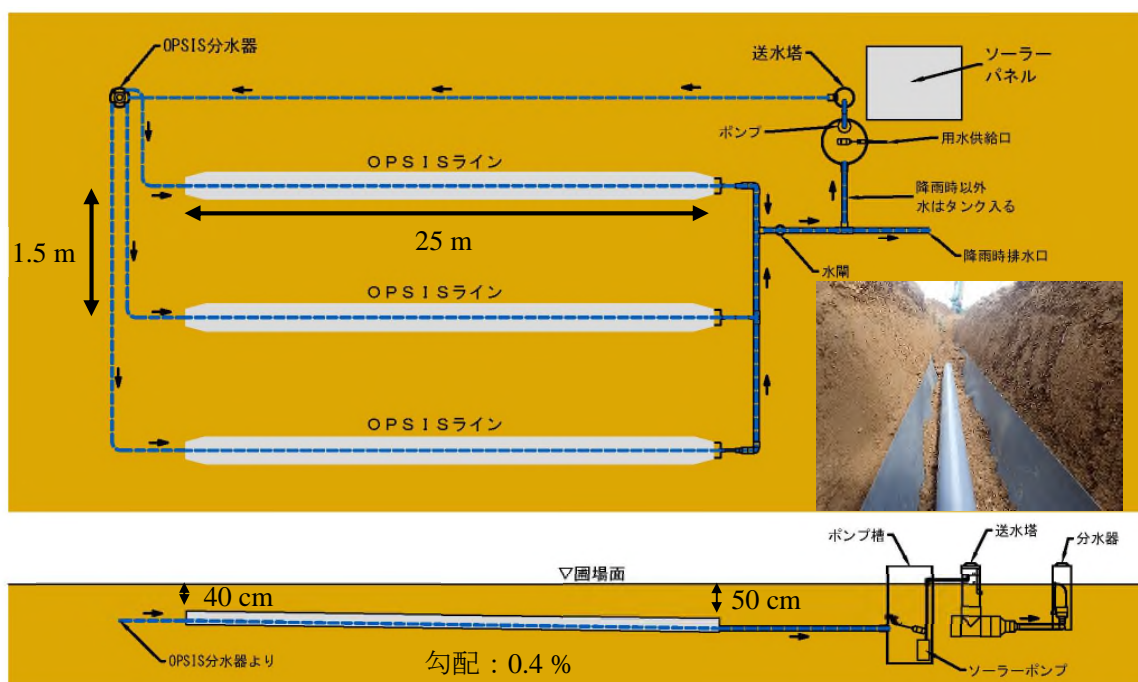 OPSIS分水器
送水塔
ソーラー
パネル
ポンプ
用水供給口
OPSISライン
降雨時以外
水はタンク入る
1.5 m
25 m
降雨時排水口
水閘
OPSISライン
OPSISライン
ポンプ槽
送水塔
分水器
▽圃場面
40 cm
50 cm
OPSIS分水器より
勾配：0.4 %
ソーラーポンプ